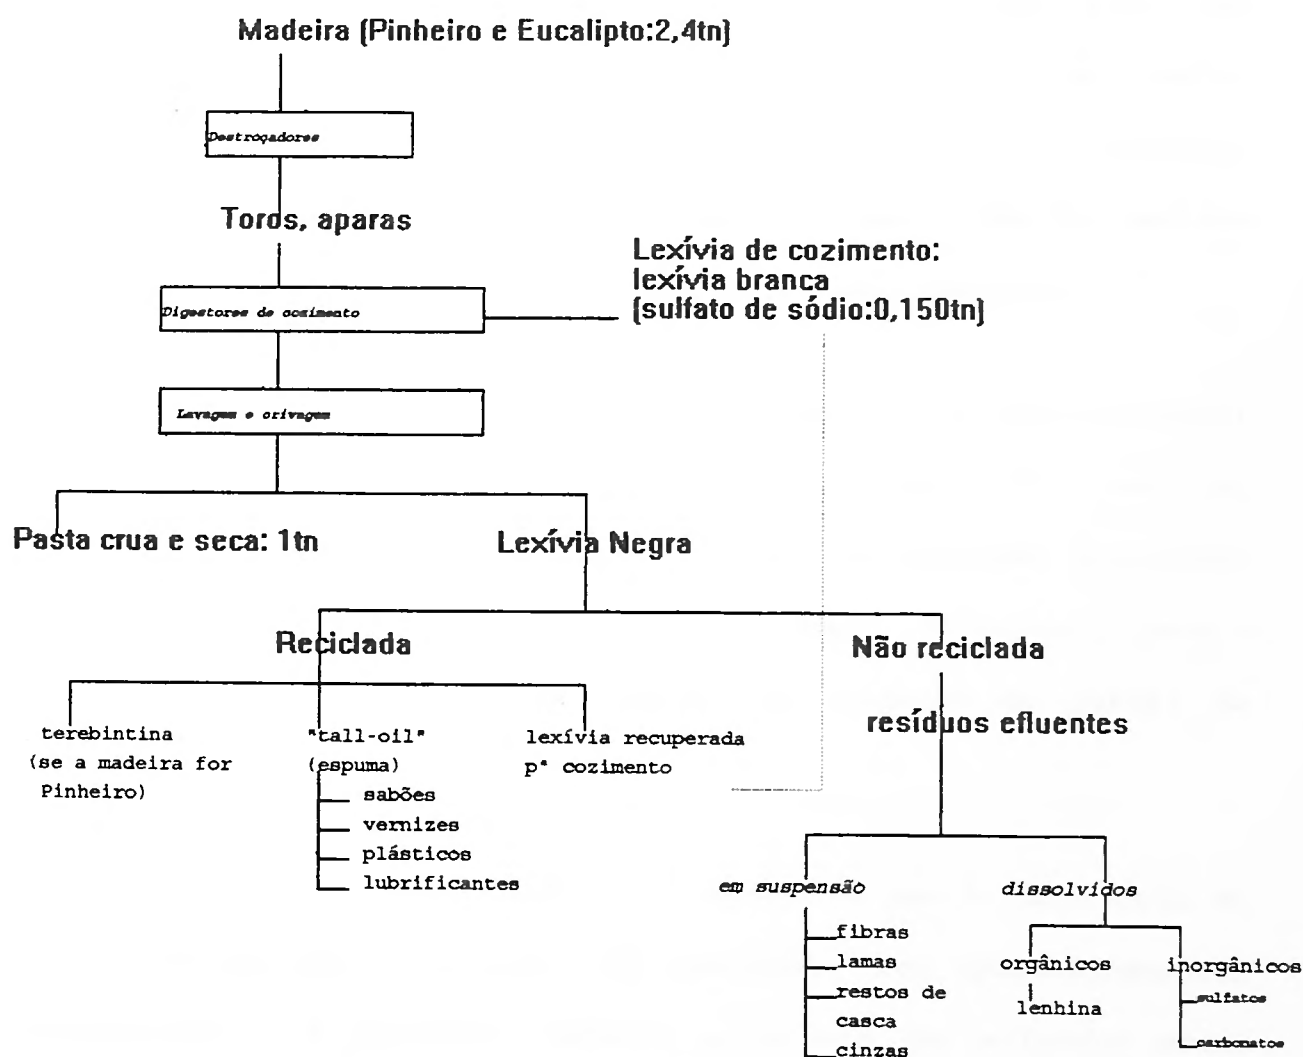 Madeira (Pinheiro e Eucalipto:2,4tn)
Destroçadores
Toros, aparas
Lexívia de cozimento:
lexívia branca
(sulfato de sódio:0,150tn)
Digestores de cozimento
Lavagem e crivagem
Pasta crua e seca: 1tn
Lexívia Negra
Reciclada
Não reciclada
terebintina
(se a madeira for
Pinheiro)
"tall-oil"
(espuma)
sabões
vernizes
plásticos
lubrificantes
lexívia recuperada
pª cozimento
resíduos efluentes
em suspensão
fibras
lamas
restos de
casca
cinzas
dissolvidos
orgânicos
lenhina
inorgânicos
sulfatos
carbonatos